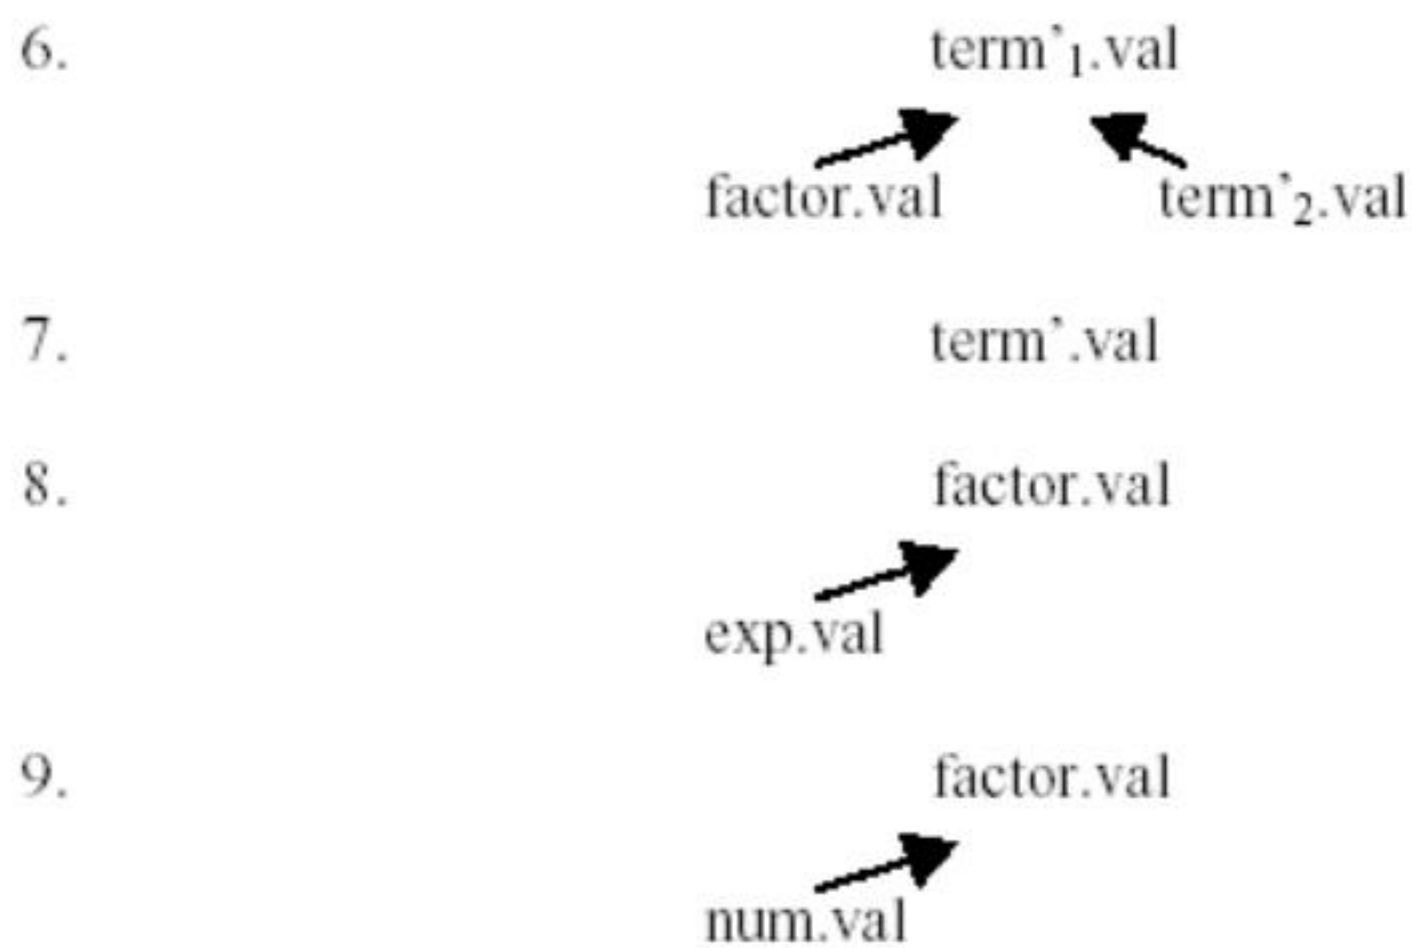 6. term’₁.val
factor.val term’₂.val
7. term’.val
8. factor.val
exp.val
9. factor.val
num.val